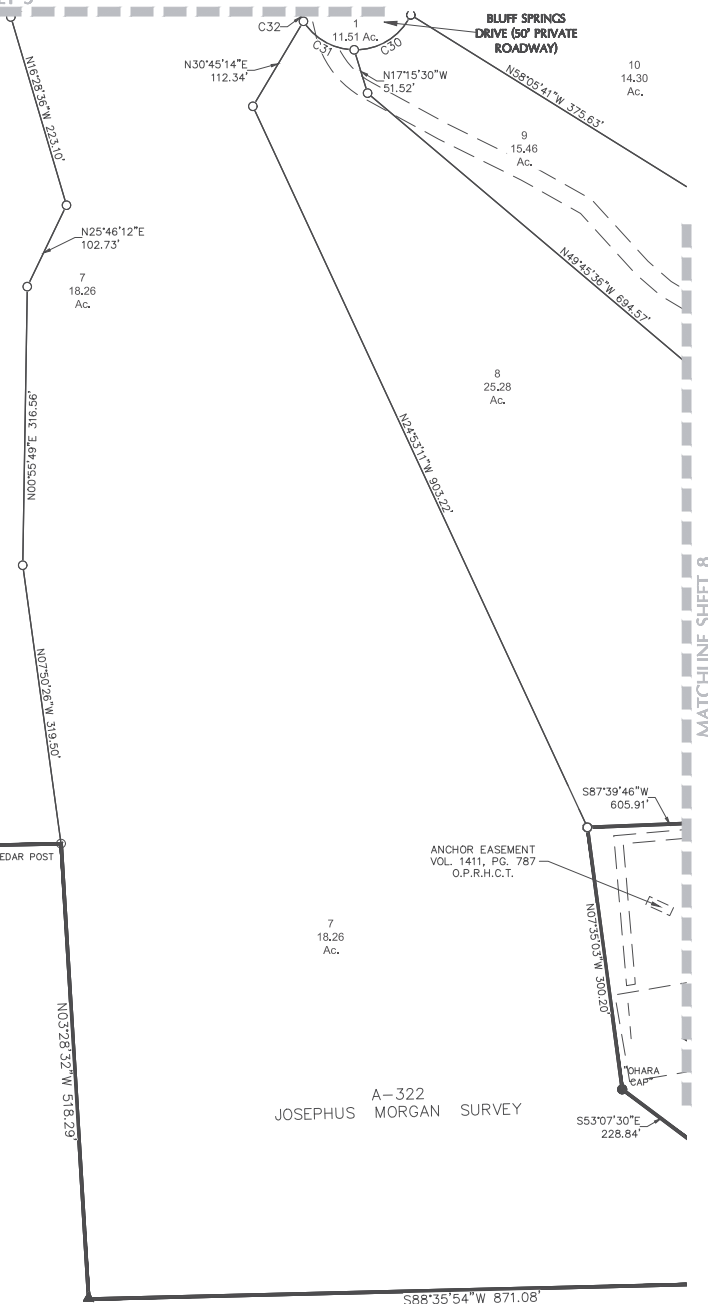 C32
1
11.51 Ac.
BLUFF SPRINGS
DRIVE (50' PRIVATE
ROADWAY)
C31
C30
N30°45'14"E
112.34'
N17°15'30"W
51.52'
10
14.30
Ac.
N16°28'36"W 223.10'
N58°05'41"W 375.63'
9
15.46
Ac.
N25°46'12"E
102.73'
7
18.26
Ac.
N49°45'36"W 694.57'
8
25.28
Ac.
N00°55'49"E 316.56'
N24°53'11"W 903.22'
MATCHLINE SHEET 8
N07°50'26"W 319.50'
S87°39'46"W
605.91'
EDAR POST
ANCHOR EASEMENT
VOL. 1411, PG. 787
O.P.R.H.C.T.
7
18.26
Ac.
N07°35'03"W 300.20'
N03°28'32"W 518.29'
"OHARA
CAP"
A-322
JOSEPHUS MORGAN SURVEY
S53°07'30"E
228.84'
S88°35'54"W 871.08'